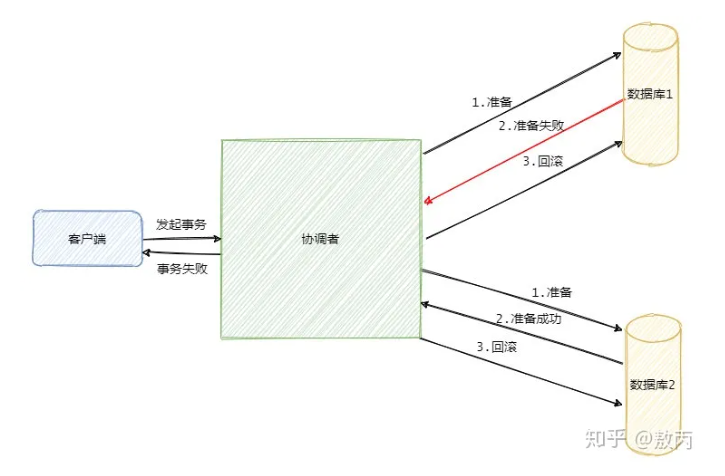 数据库1
1.准备
2.准备失败
3.回滚
客户端
发起事务
事务失败
协调者
1.准备
2.准备成功
3.回滚
数据库2
知乎 @敖丙